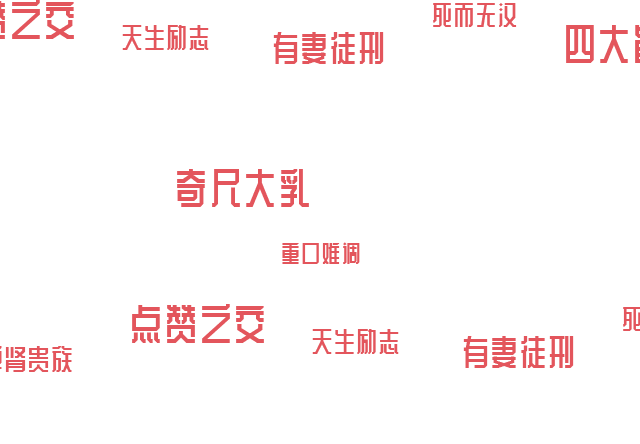 赞之交
天生励志
有妻徒刑
死而无汉
四大皆
奇尺大乳
重口难调
点赞之交
天生励志
有妻徒刑
肾贵族